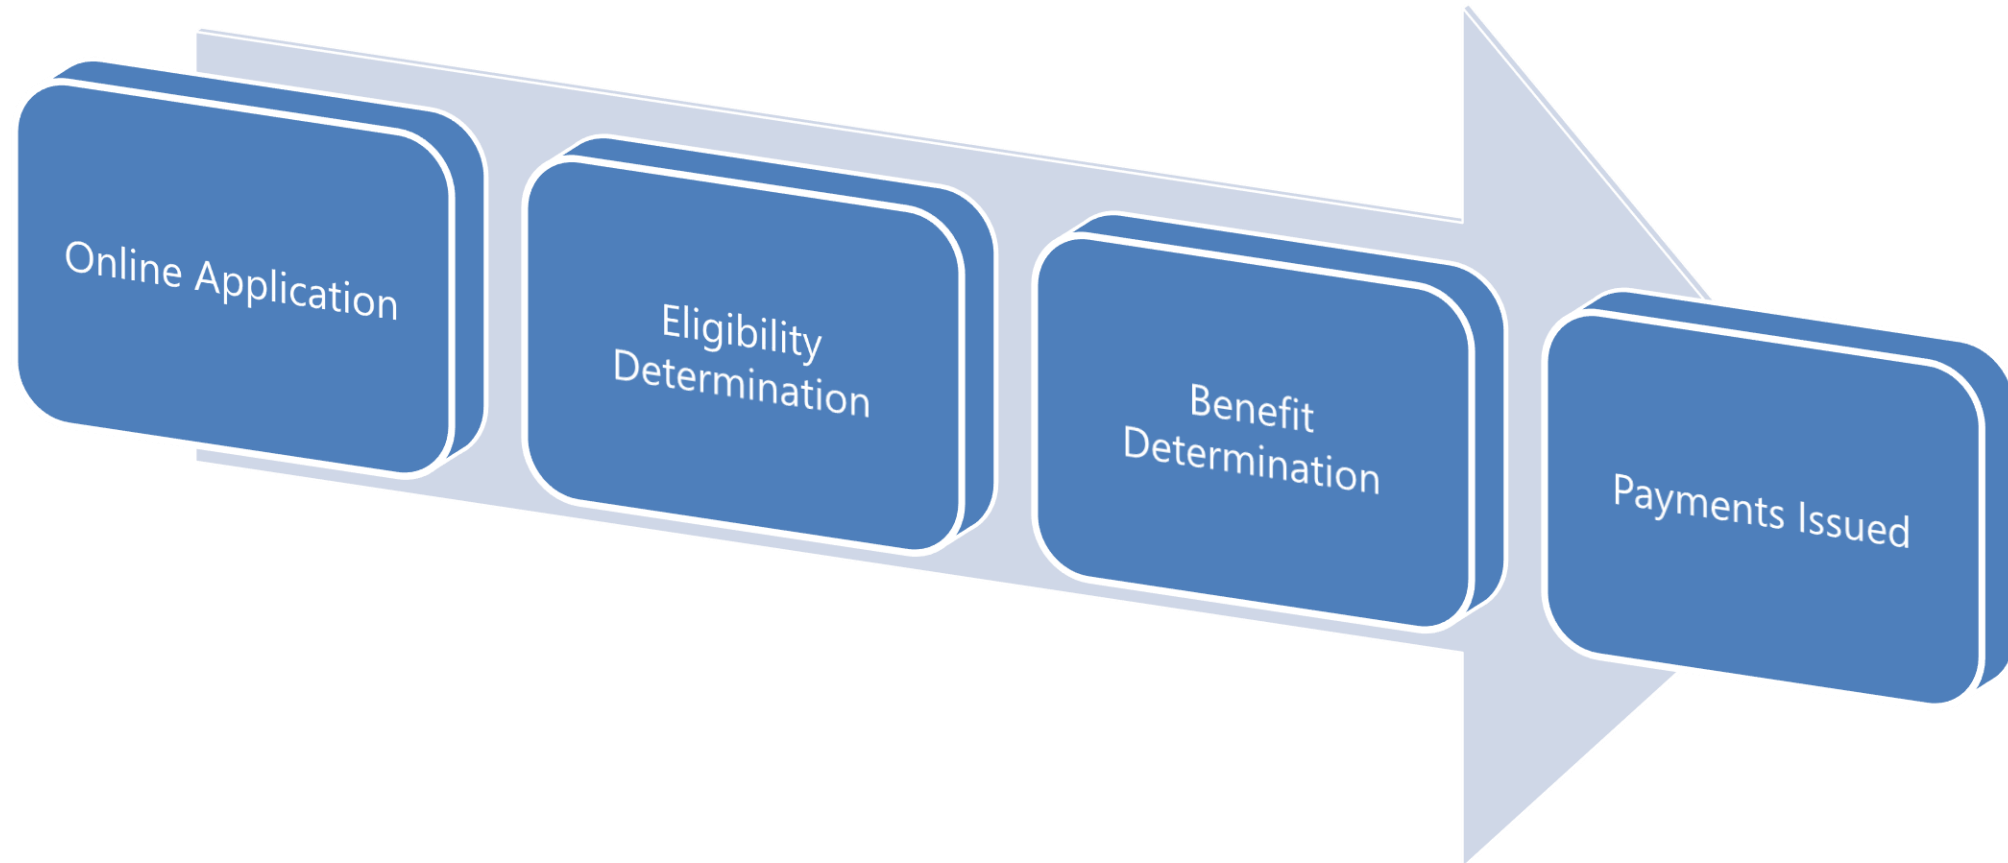 Online Application
Eligibility
Determination
Benefit
Determination
Payments Issued